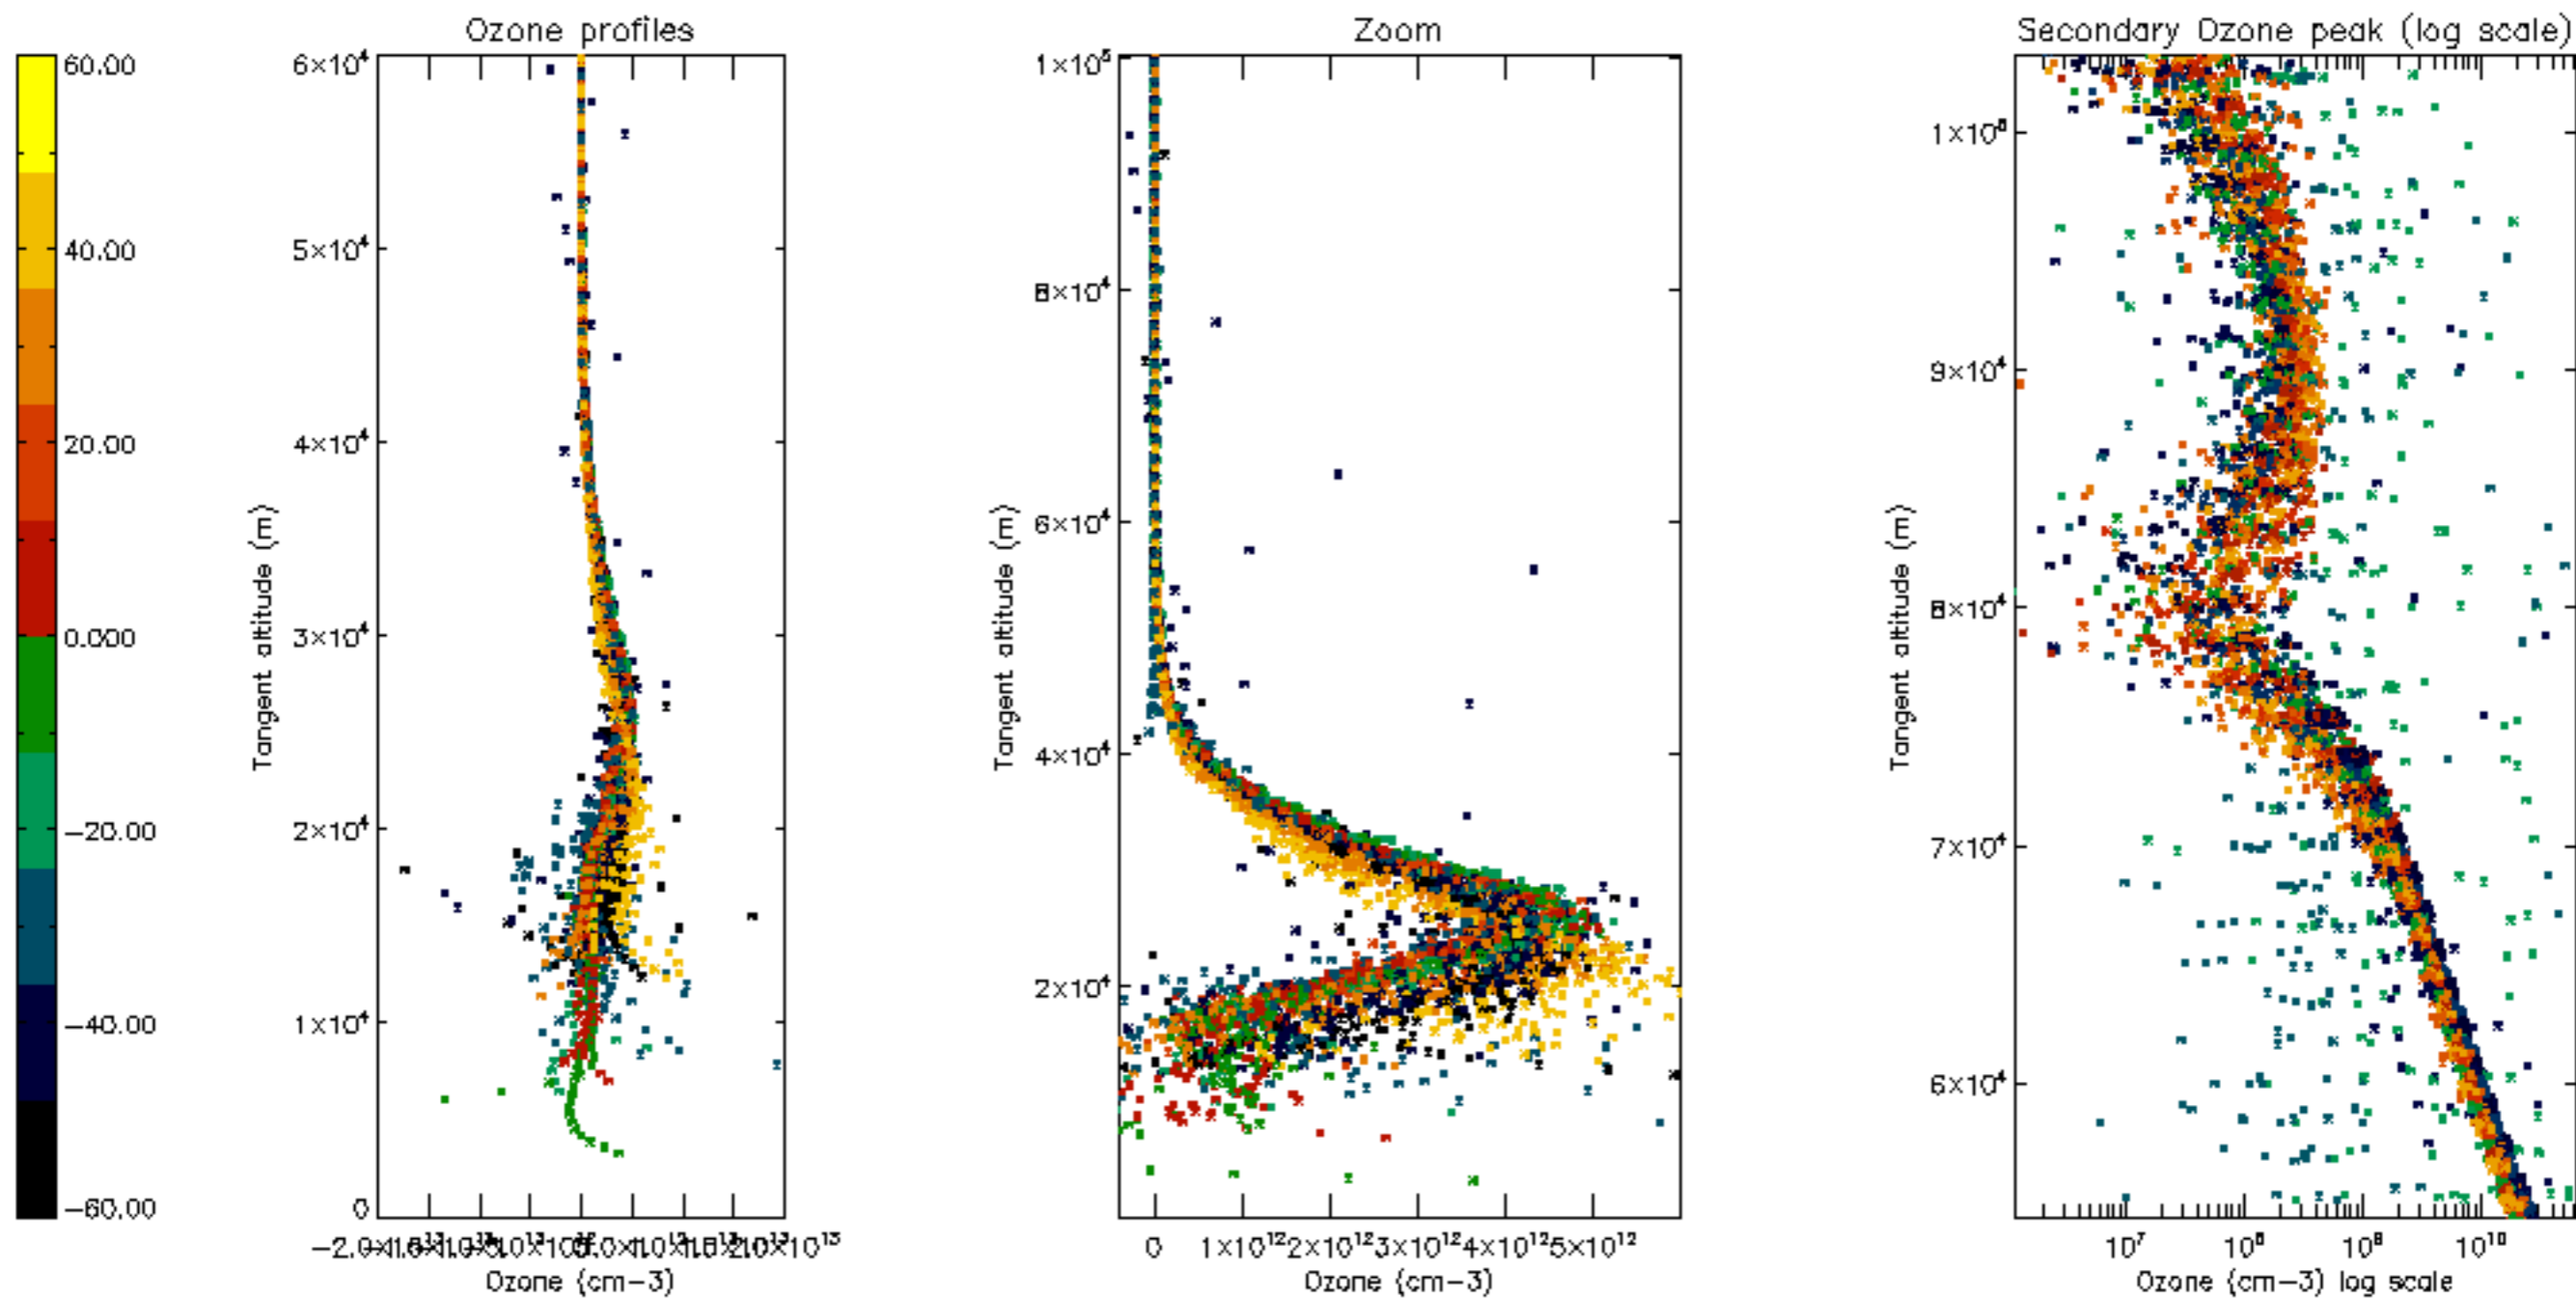 Ozone profiles
Zoom
Secondary Ozone peak (log scale)
60.00
40.00
20.00
0.000
-20.00
-40.00
-60.00
6×10⁴
5×10⁴
4×10⁴
3×10⁴
2×10⁴
1×10⁴
0
Tangent altitude (m)
Ozone (cm-3)
1×10⁵
8×10⁴
6×10⁴
4×10⁴
2×10⁴
Tangent altitude (m)
0 1×10¹² 2×10¹² 3×10¹² 4×10¹² 5×10¹²
Ozone (cm-3)
9×10⁴
8×10⁴
7×10⁴
6×10⁴
Tangent altitude (m)
10⁷ 10⁸ 10⁹ 10¹⁰
Ozone (cm-3) log scale